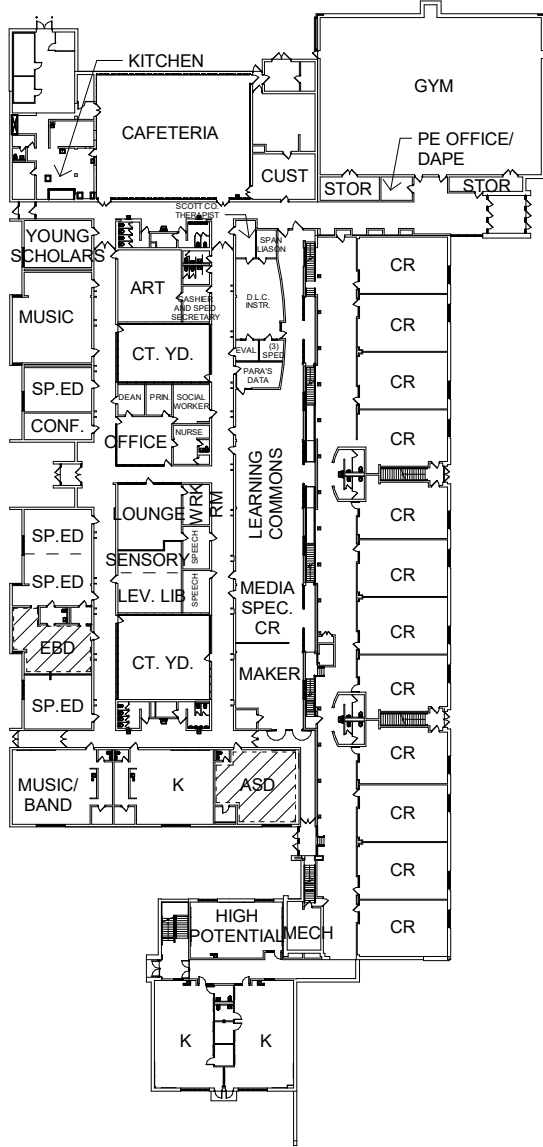 KITCHEN
GYM
CAFETERIA
PE OFFICE/
DAPE
CUST
STOR
STOR
SCOTT CO.
THERAPIST
YOUNG
SCHOLARS
SPAN
LIASON
CR
ART
D.L.C.
INSTR.
CASHIER
AND SPED
SECRETARY
MUSIC
CR
CT. YD.
EVAL
(3)
SPED
PARA'S
DATA
CR
SP.ED
DEAN
PRIN.
SOCIAL
WORKER
CONF.
OFFICE
NURSE
CR
LOUNGE
WRK
RM
LEARNING
COMMONS
CR
SP.ED
SENSORY
SPEECH
SP.ED
LEV. LIB
SPEECH
CR
MEDIA
SPEC.
CR
CR
EBD
CT. YD.
MAKER
CR
SP.ED
CR
MUSIC/
BAND
K
ASD
CR
CR
HIGH
POTENTIAL
MECH
CR
K
K